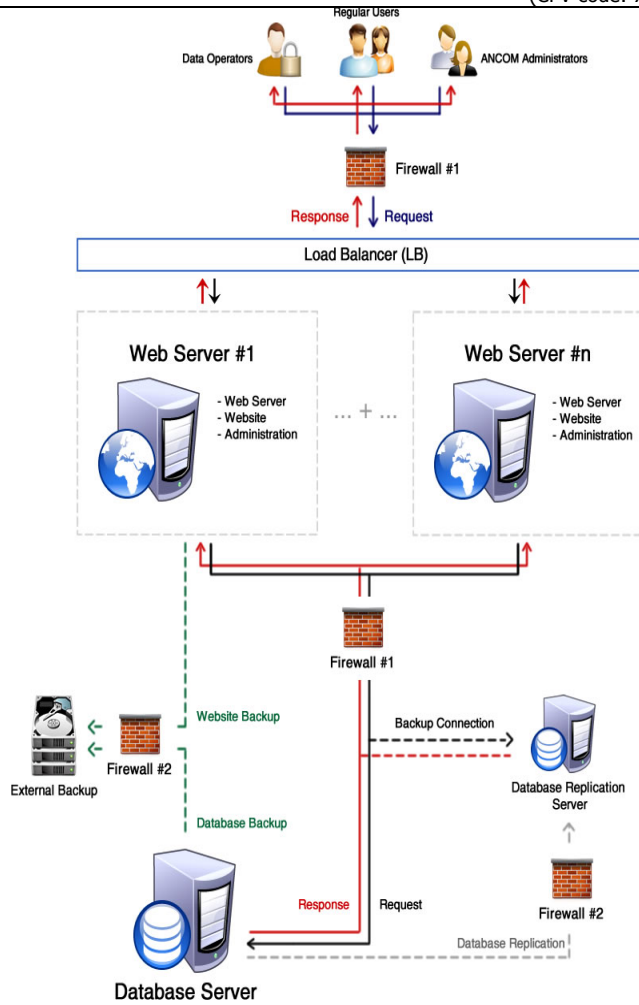 Regular Users
Data Operators
ANCOM Administrators
Firewall #1
Response
Request
Load Balancer (LB)
Web Server #1
- Web Server
- Website
- Administration
... + ...
Web Server #n
- Web Server
- Website
- Administration
Firewall #1
Website Backup
Backup Connection
External Backup
Firewall #2
Database Replication
Server
Database Backup
Response
Request
Firewall #2
Database Replication
Database Server